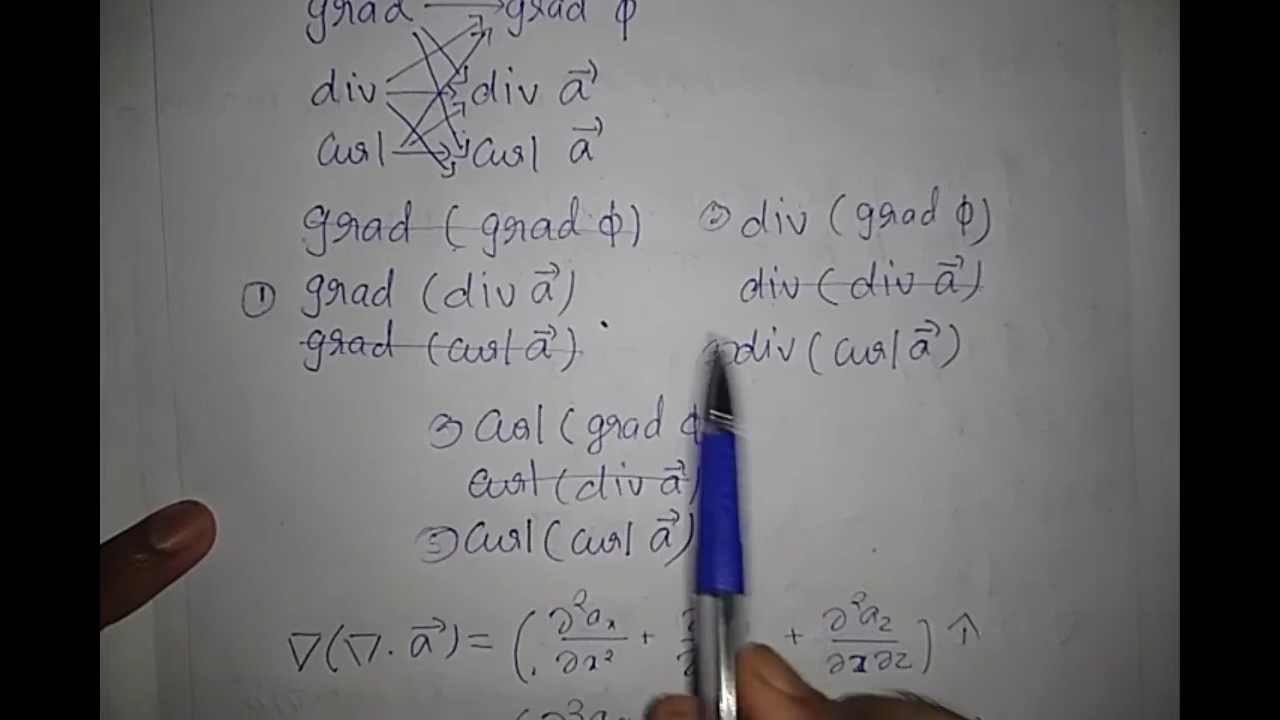 grad → grad ϕ
div div a⃗
curl curl a⃗
grad (grad ϕ)
① grad (div a⃗)
grad (curl a⃗)
② div (grad ϕ)
div (div a⃗)
div (curl a⃗)
③ curl (grad
curl (div a⃗)
⑤ curl (curl a⃗)
∇(∇. a⃗) = ( ∂²aₓ/∂x² + + ∂²a_z/∂x∂z ) î